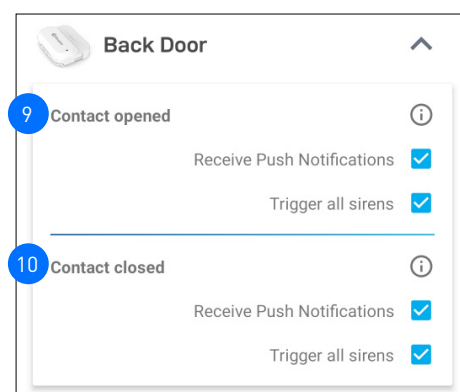 Back Door
9 Contact opened
Receive Push Notifications
Trigger all sirens
10 Contact closed
Receive Push Notifications
Trigger all sirens